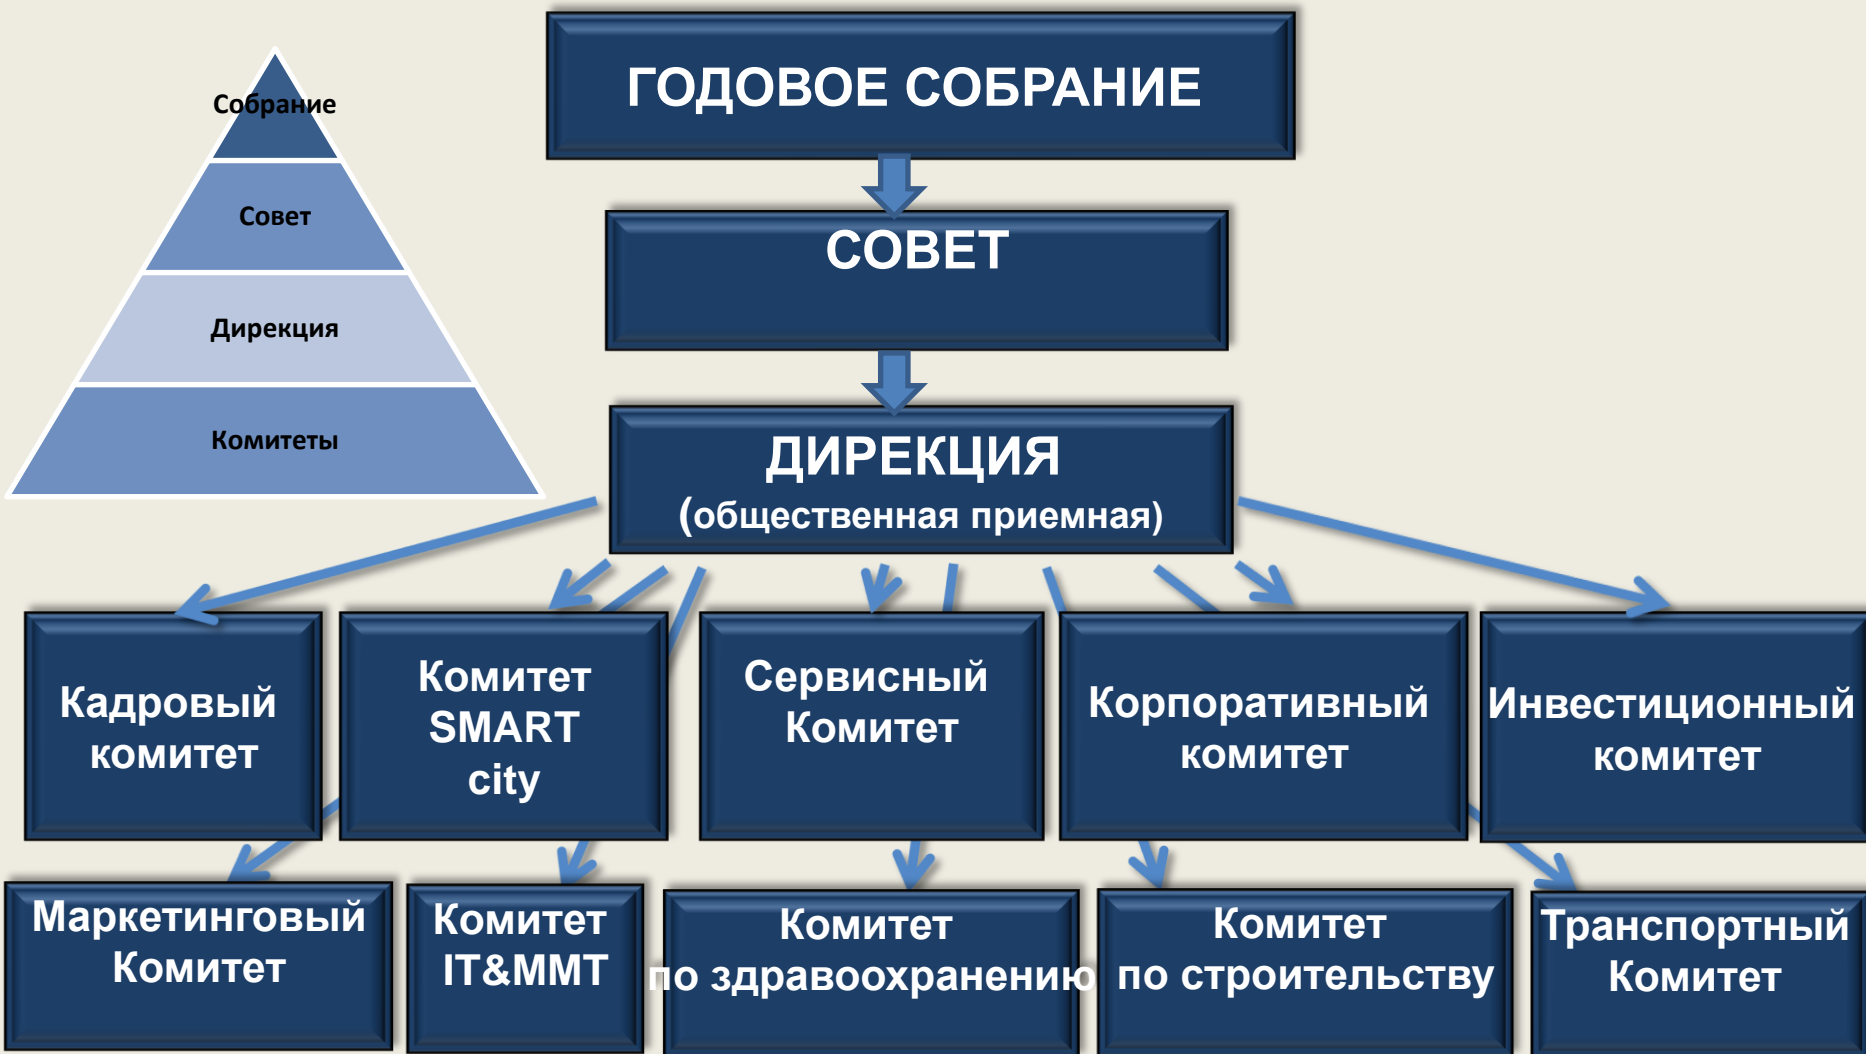 Собрание
Совет
Дирекция
Комитеты
ГОДОВОЕ СОБРАНИЕ
СОВЕТ
ДИРЕКЦИЯ
(общественная приемная)
Кадровый
комитет
Комитет
SMART
city
Сервисный
Комитет
Корпоративный
комитет
Инвестиционный
комитет
Маркетинговый
Комитет
Комитет
IT&MMT
Комитет
по здравоохранению
Комитет
по строительству
Транспортный
Комитет